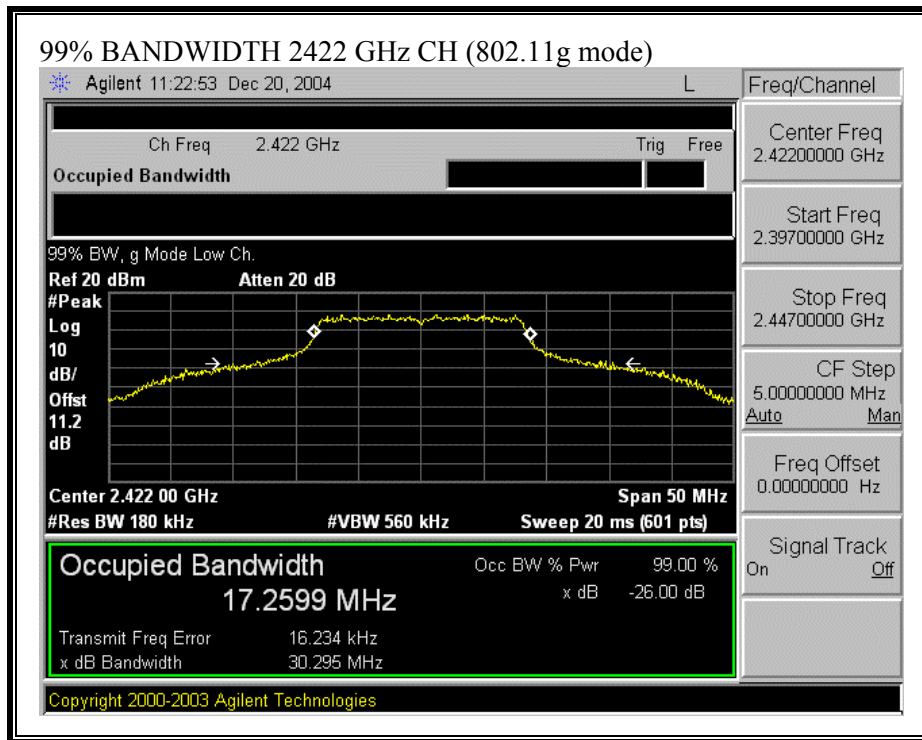 99% BANDWIDTH 2422 GHz CH (802.11g mode)
Agilent 11:22:53 Dec 20, 2004 L
Ch Freq 2.422 GHz Trig Free
Occupied Bandwidth
99% BW, g Mode Low Ch.
Ref 20 dBm Atten 20 dB
#Peak
Log
10
dB/
Offst
11.2
dB
Center 2.422 00 GHz Span 50 MHz
#Res BW 180 kHz #VBW 560 kHz Sweep 20 ms (601 pts)
Occupied Bandwidth Occ BW % Pwr 99.00 %
17.2599 MHz x dB -26.00 dB
Transmit Freq Error 16.234 kHz
x dB Bandwidth 30.295 MHz
Copyright 2000-2003 Agilent Technologies
Freq/Channel
Center Freq
2.42200000 GHz
Start Freq
2.39700000 GHz
Stop Freq
2.44700000 GHz
CF Step
5.00000000 MHz
Auto Man
Freq Offset
0.00000000 Hz
Signal Track
On Off